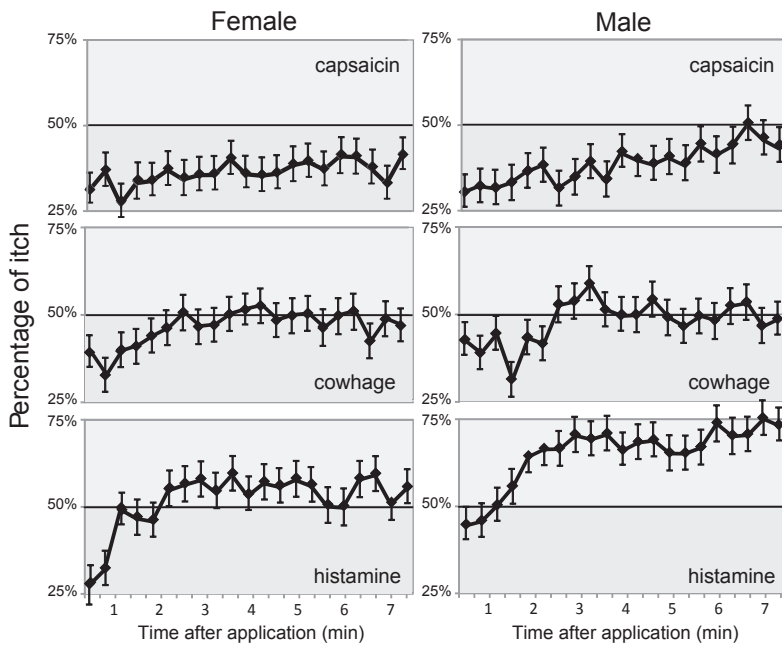 Female
Male
75%
capsaicin
50%
25%
75%
capsaicin
50%
25%
Percentage of itch
75%
50%
cowhage
25%
75%
50%
cowhage
25%
75%
50%
histamine
25%
75%
50%
histamine
25%
1 2 3 4 5 6 7
1 2 3 4 5 6 7
Time after application (min)
Time after application (min)